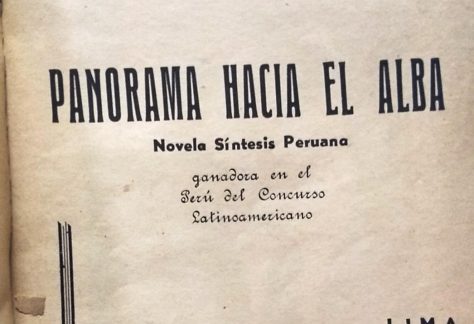 PANORAMA HACIA EL ALBA
Novela Síntesis Peruana
ganadora en el
Perú del Concurso
Latinoamericano
LIMA